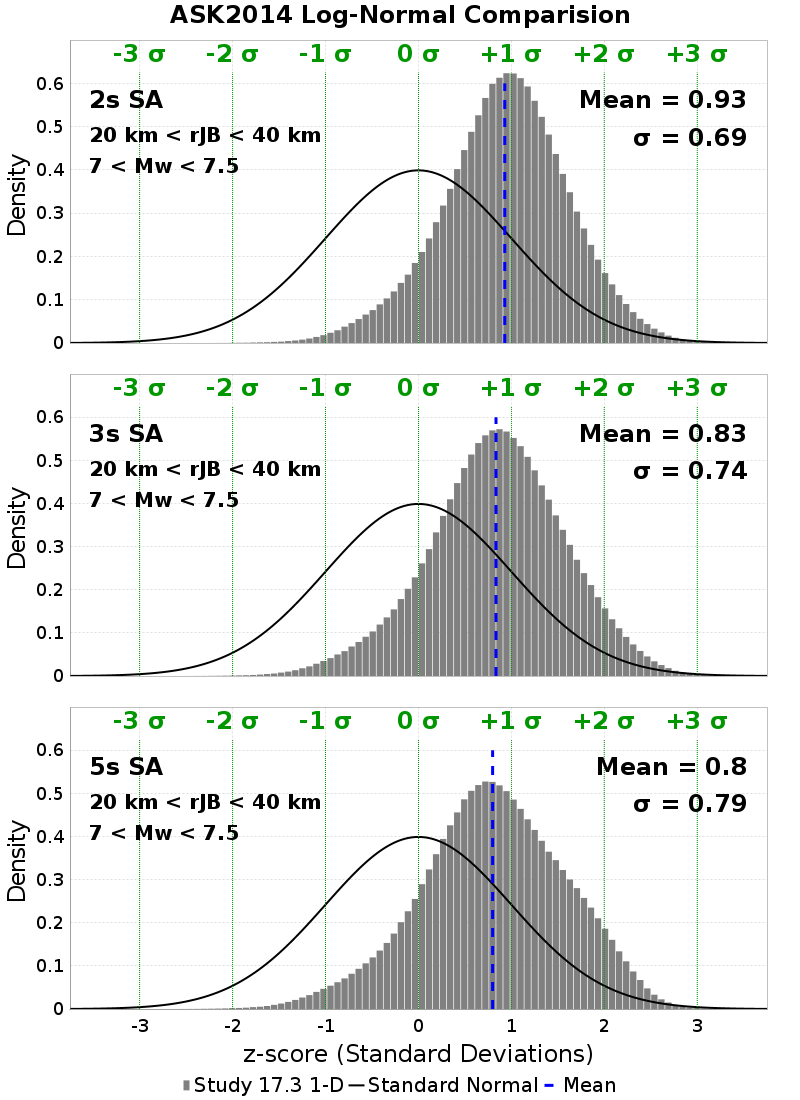 ASK2014 Log-Normal Comparision
-3 σ -2 σ -1 σ 0 σ +1 σ +2 σ +3 σ
2s SA
20 km < rJB < 40 km
7 < Mw < 7.5
Mean = 0.93
σ = 0.69
Density
0.6
0.5
0.4
0.3
0.2
0.1
0
-3 σ -2 σ -1 σ 0 σ +1 σ +2 σ +3 σ
3s SA
20 km < rJB < 40 km
7 < Mw < 7.5
Mean = 0.83
σ = 0.74
Density
0.6
0.5
0.4
0.3
0.2
0.1
0
-3 σ -2 σ -1 σ 0 σ +1 σ +2 σ +3 σ
5s SA
20 km < rJB < 40 km
7 < Mw < 7.5
Mean = 0.8
σ = 0.79
Density
0.6
0.5
0.4
0.3
0.2
0.1
0
-3 -2 -1 0 1 2 3
z-score (Standard Deviations)
Study 17.3 1-D Standard Normal Mean